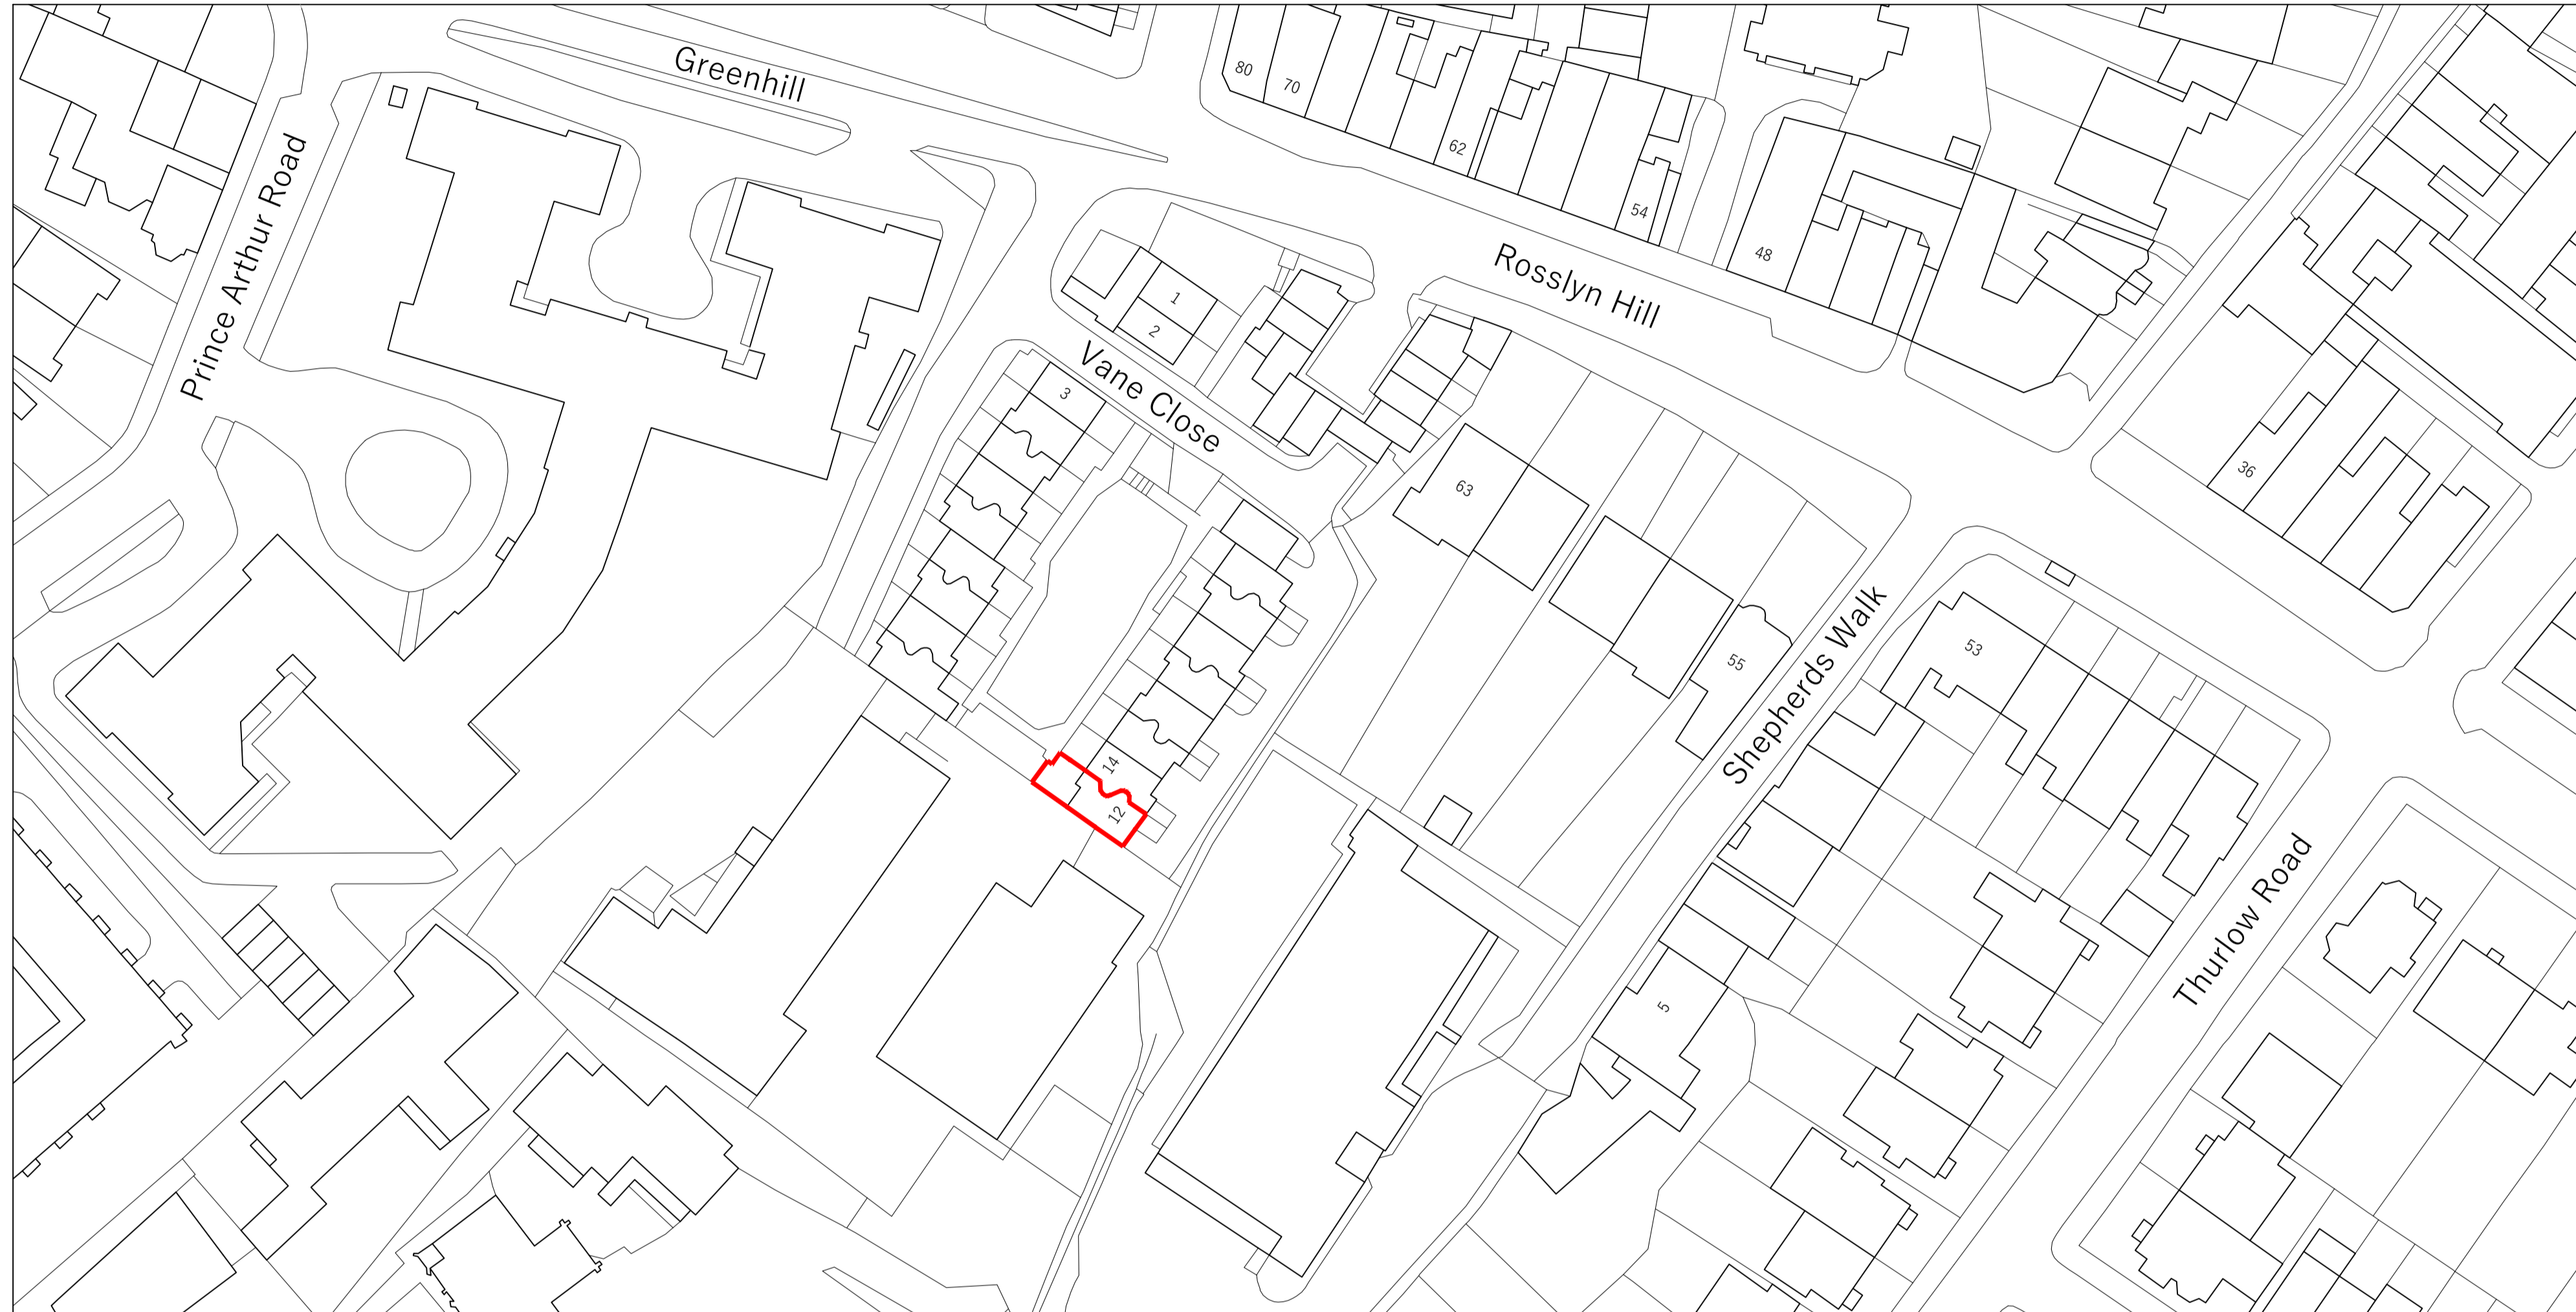 Greenhill
80
70
62
54
48
Prince Arthur Road
Rosslyn Hill
1
2
Vane Close
3
63
36
55
53
Shepherds Walk
14
12
Thurlow Road
5